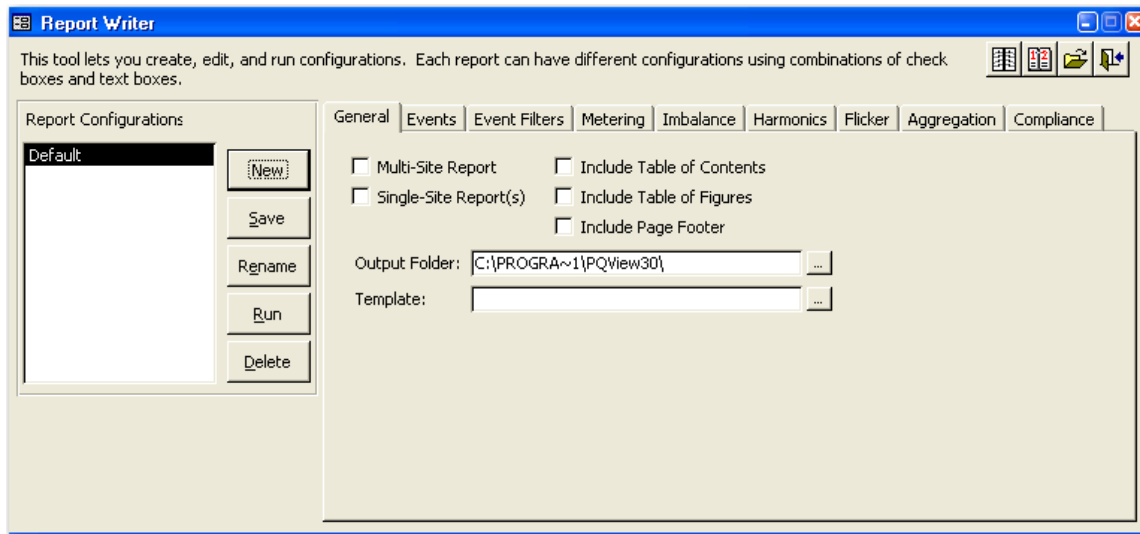 Report Writer
This tool lets you create, edit, and run configurations. Each report can have different configurations using combinations of check
boxes and text boxes.
Report Configurations
Default
New
Save
Rename
Run
Delete
General Events Event Filters Metering Imbalance Harmonics Flicker Aggregation Compliance
Multi-Site Report Include Table of Contents
Single-Site Report(s) Include Table of Figures
Include Page Footer
Output Folder: C:\PROGRA~1\PQView30\ ...
Template: ...